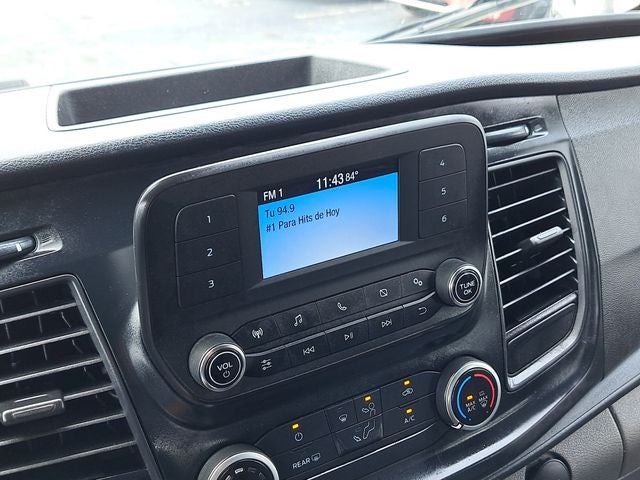 FM 1 11:43 84°
Tu 94.9
#1 Para Hits de Hoy
1
2
3
4
5
6
VOL
TUNE
OK
MAX
A/C
A/C
REAR